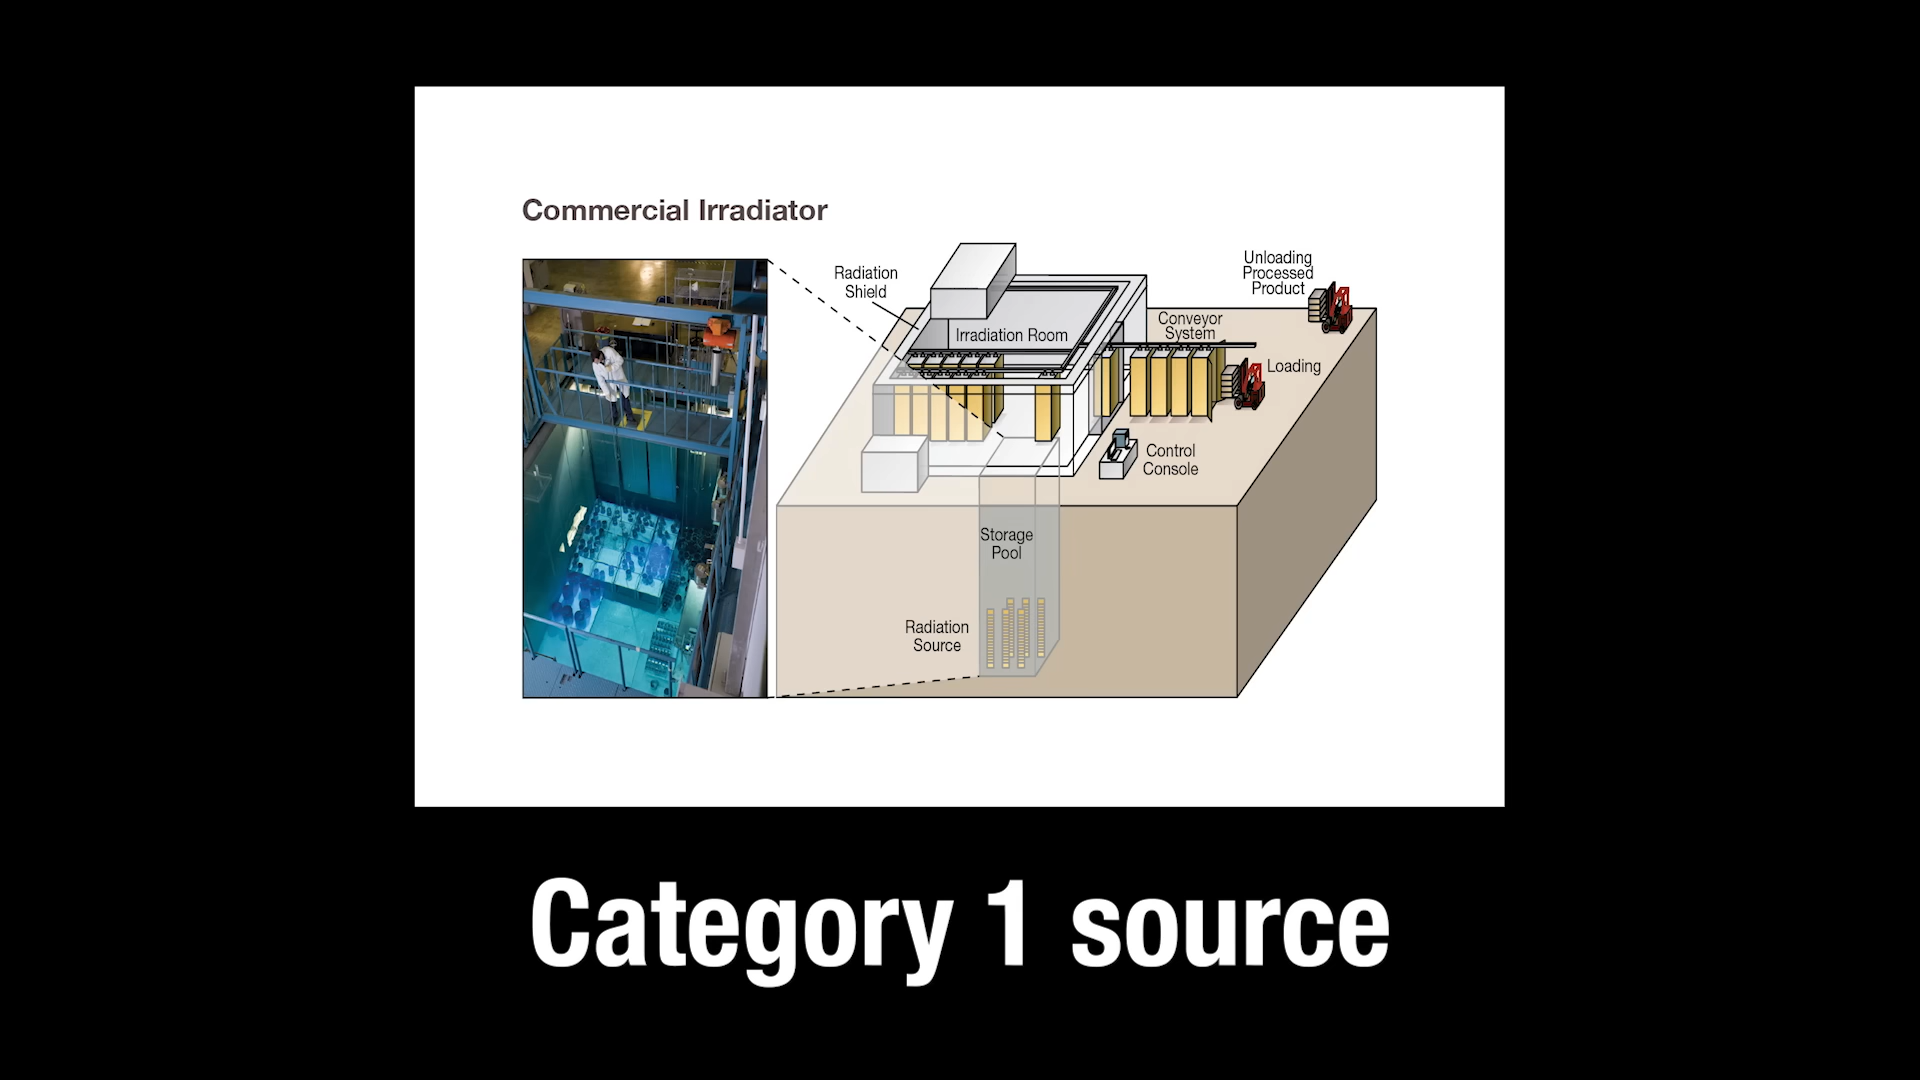 Commercial Irradiator
Radiation
Shield
Irradiation Room
Conveyor
System
Unloading
Processed
Product
Loading
Control
Console
Storage
Pool
Radiation
Source
Category 1 source